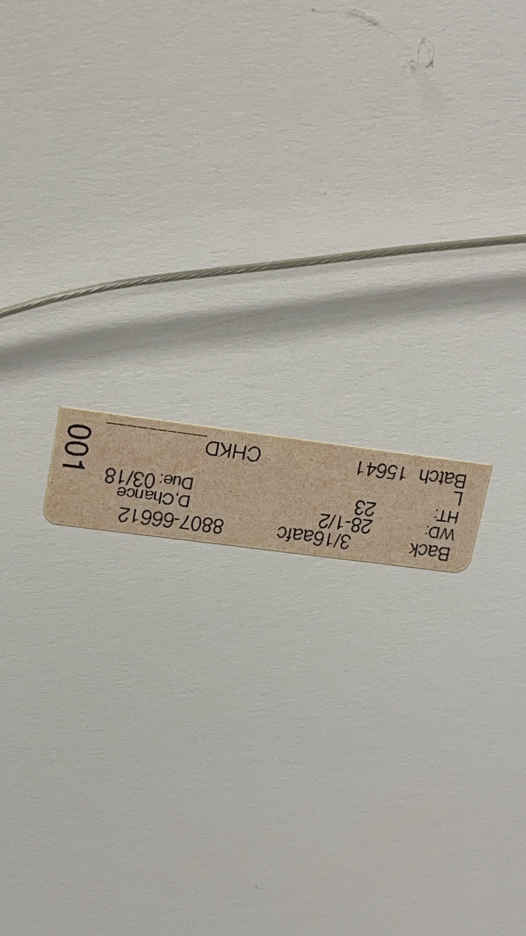 Back 3/16aafc 8807-66612
WD: 28-1/2 D.Chance
HT: 23 Due: 03/18
L
Batch 15641 CHKD ____________
001